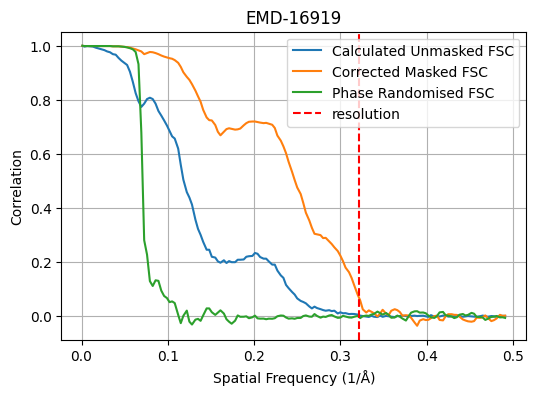 EMD-16919
Calculated Unmasked FSC
Corrected Masked FSC
Phase Randomised FSC
resolution
Correlation
1.0
0.8
0.6
0.4
0.2
0.0
0.0 0.1 0.2 0.3 0.4 0.5
Spatial Frequency (1/Å)